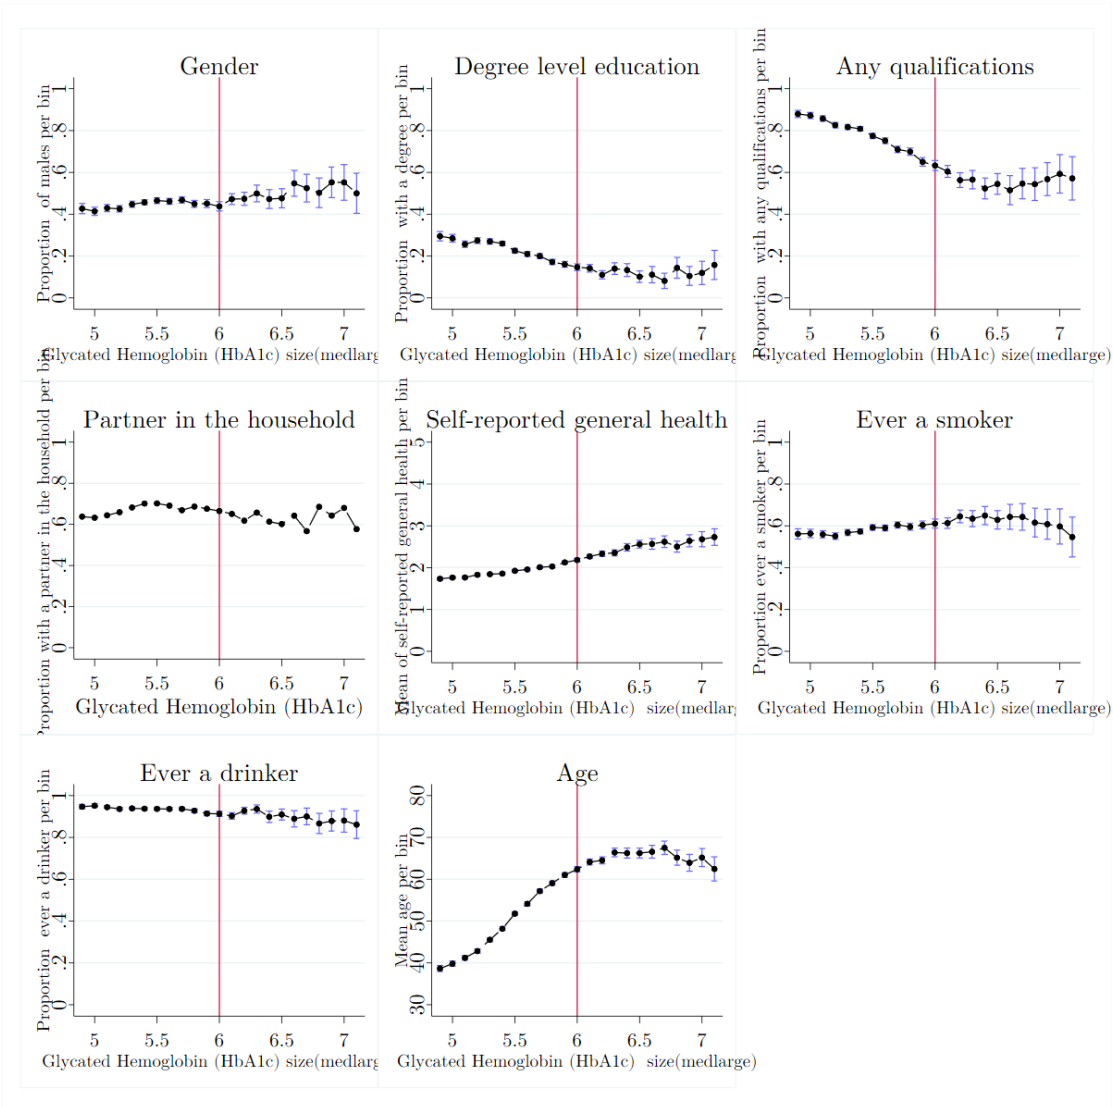 Gender
Proportion of males per bin
0 .2 .4 .6 .8 1
5 5.5 6 6.5 7
Glycated Hemoglobin (HbA1c) size(medlarg
Degree level education
Proportion with a degree per bin
0 .2 .4 .6 .8 1
5 5.5 6 6.5 7
Glycated Hemoglobin (HbA1c) size(medlarg
Any qualifications
Proportion with any qualifications per bin
0 .2 .4 .6 .8 1
5 5.5 6 6.5 7
Glycated Hemoglobin (HbA1c) size(medlarge)
Partner in the household
Proportion with a partner in the household per bin
0 .2 .4 .6 .8 1
5 5.5 6 6.5 7
Glycated Hemoglobin (HbA1c)
Self-reported general health
Mean of self-reported general health per bin
0 1 2 3 4 5
5 5.5 6 6.5 7
Glycated Hemoglobin (HbA1c) size(medlarg
Ever a smoker
Proportion ever a smoker per bin
0 .2 .4 .6 .8 1
5 5.5 6 6.5 7
Glycated Hemoglobin (HbA1c) size(medlarge)
Ever a drinker
Proportion ever a drinker per bin
0 .2 .4 .6 .8 1
5 5.5 6 6.5 7
Glycated Hemoglobin (HbA1c) size(medlarg
Age
Mean age per bin
30 40 50 60 70 80
5 5.5 6 6.5 7
Glycated Hemoglobin (HbA1c) size(medlarge)